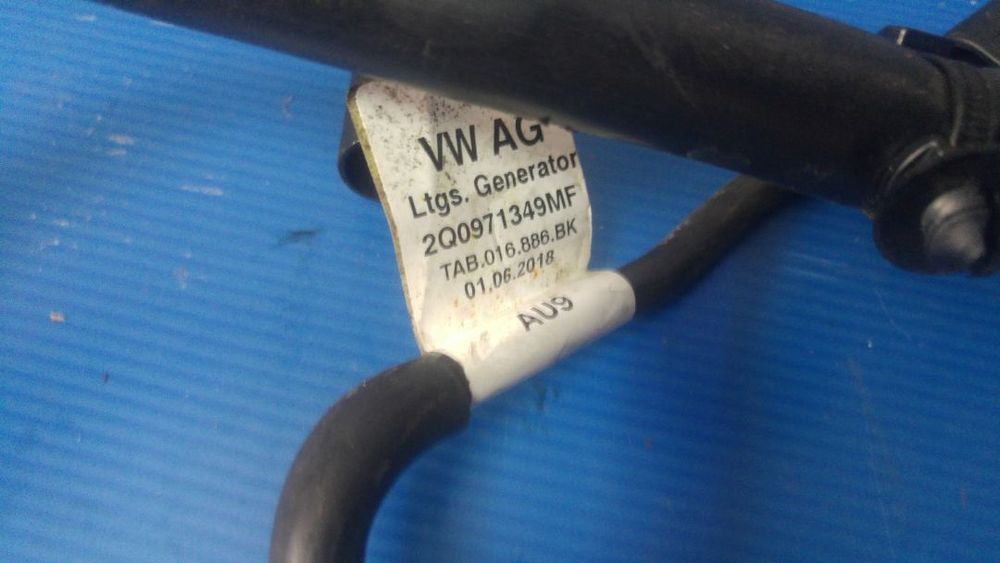 VW AG
Ltgs. Generator
2Q0971349MF
TAB.016.886.BK
01.06.2018
AU9